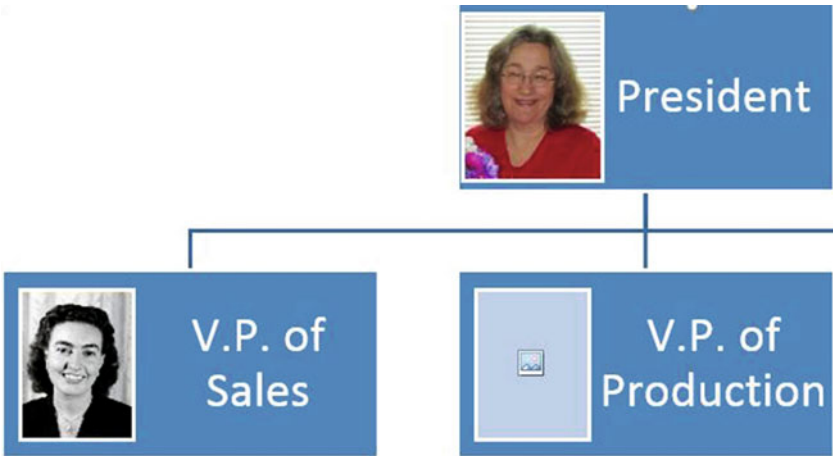 President
V.P. of
Sales
V.P. of
Production